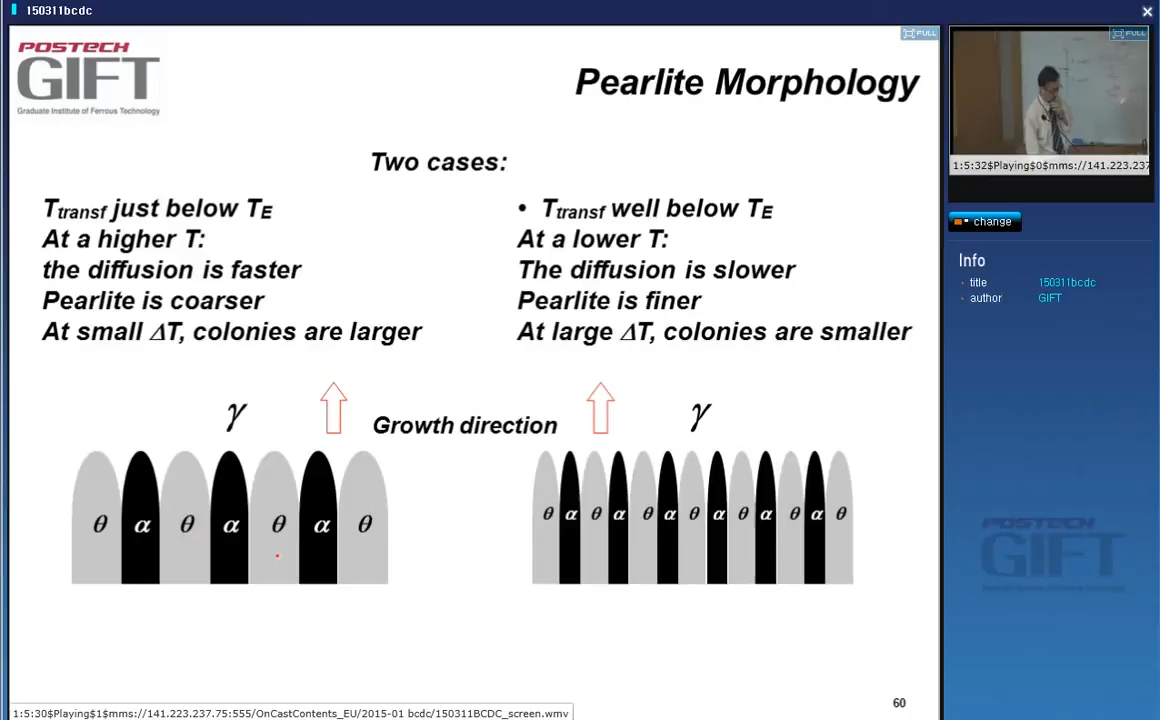 150311bcdc
POSTECH
GIFT
Graduate Institute of Ferrous Technology
FULL
Pearlite Morphology
Two cases:
Ttransf just below TE
At a higher T:
the diffusion is faster
Pearlite is coarser
At small ΔT, colonies are larger
• Ttransf well below TE
At a lower T:
The diffusion is slower
Pearlite is finer
At large ΔT, colonies are smaller
γ
Growth direction
γ
θ α θ α θ α θ
θ α θ α θ α θ α θ α θ α θ
60
1:5:30$Playing$1$mms://141.223.237.75:555/OnCastContents_EU/2015-01 bcdc/150311BCDC_screen.wmv
FULL
1:5:32$Playing$0$mms://141.223.237
change
Info
title 150311bcdc
author GIFT
POSTECH
GIFT